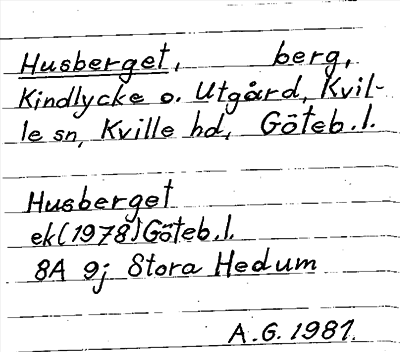 Husberget, berg,
Kindlycke o. Utgård, Kvil-
le sn, Kville hd, Göteb.l.
Husberget
ek(1978)Göteb.l.
8A 9j Stora Hedum
A.G. 1981.